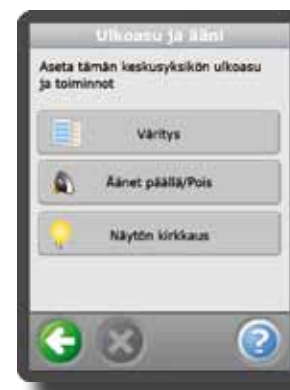 Ulkoasu ja ääni
Aseta tämän keskusyksikön ulkoasu
ja toiminnot
Väritys
Äänet päällä/Pois
Näytön kirkkaus